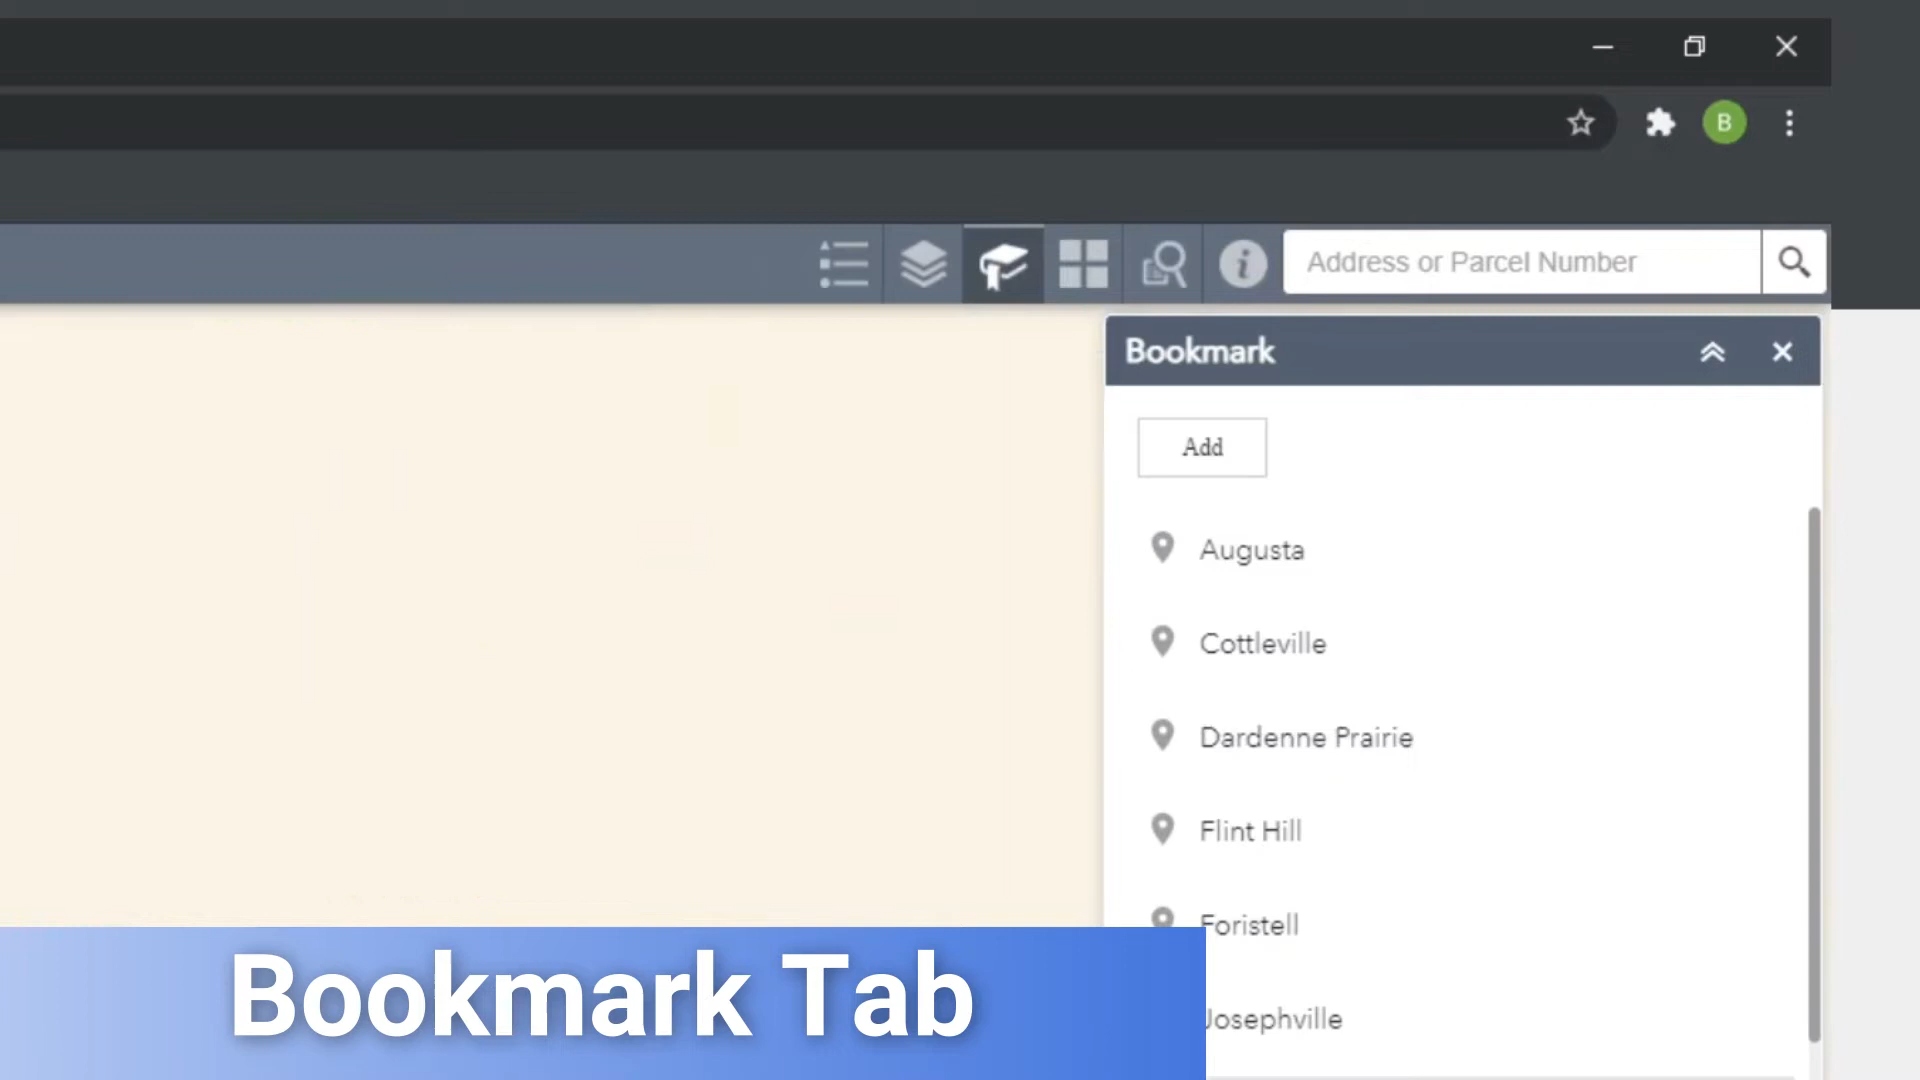 B
Address or Parcel Number
Bookmark
Add
Augusta
Cottleville
Dardenne Prairie
Flint Hill
Foristell
Josephville
Bookmark Tab